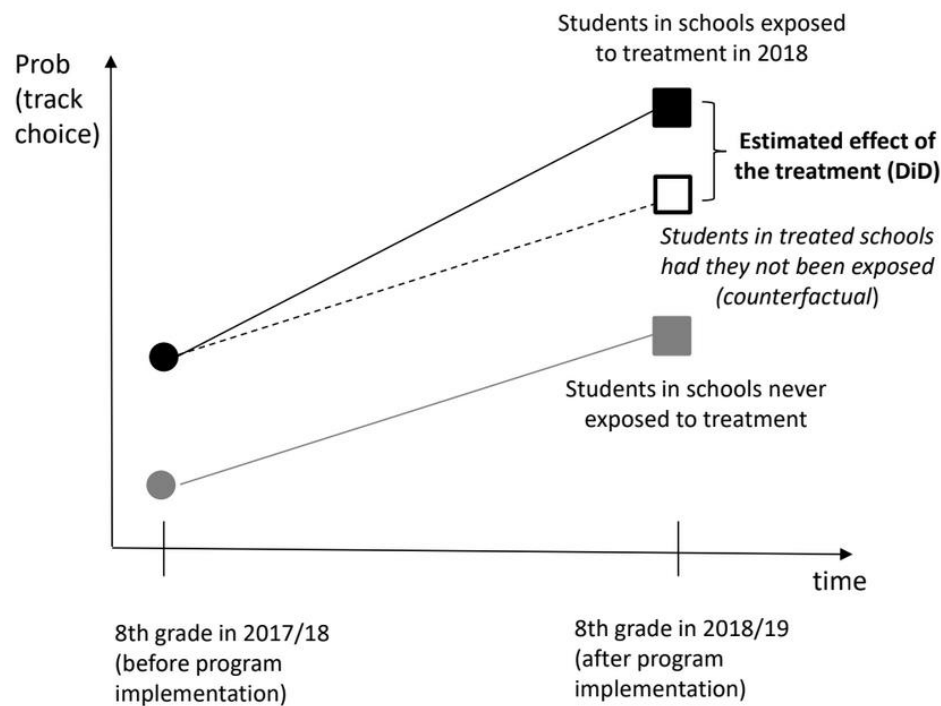 Students in schools exposed
to treatment in 2018
Prob
(track
choice)
Estimated effect of
the treatment (DiD)
Students in treated schools
had they not been exposed
(counterfactual)
Students in schools never
exposed to treatment
time
8th grade in 2017/18
(before program
implementation)
8th grade in 2018/19
(after program
implementation)